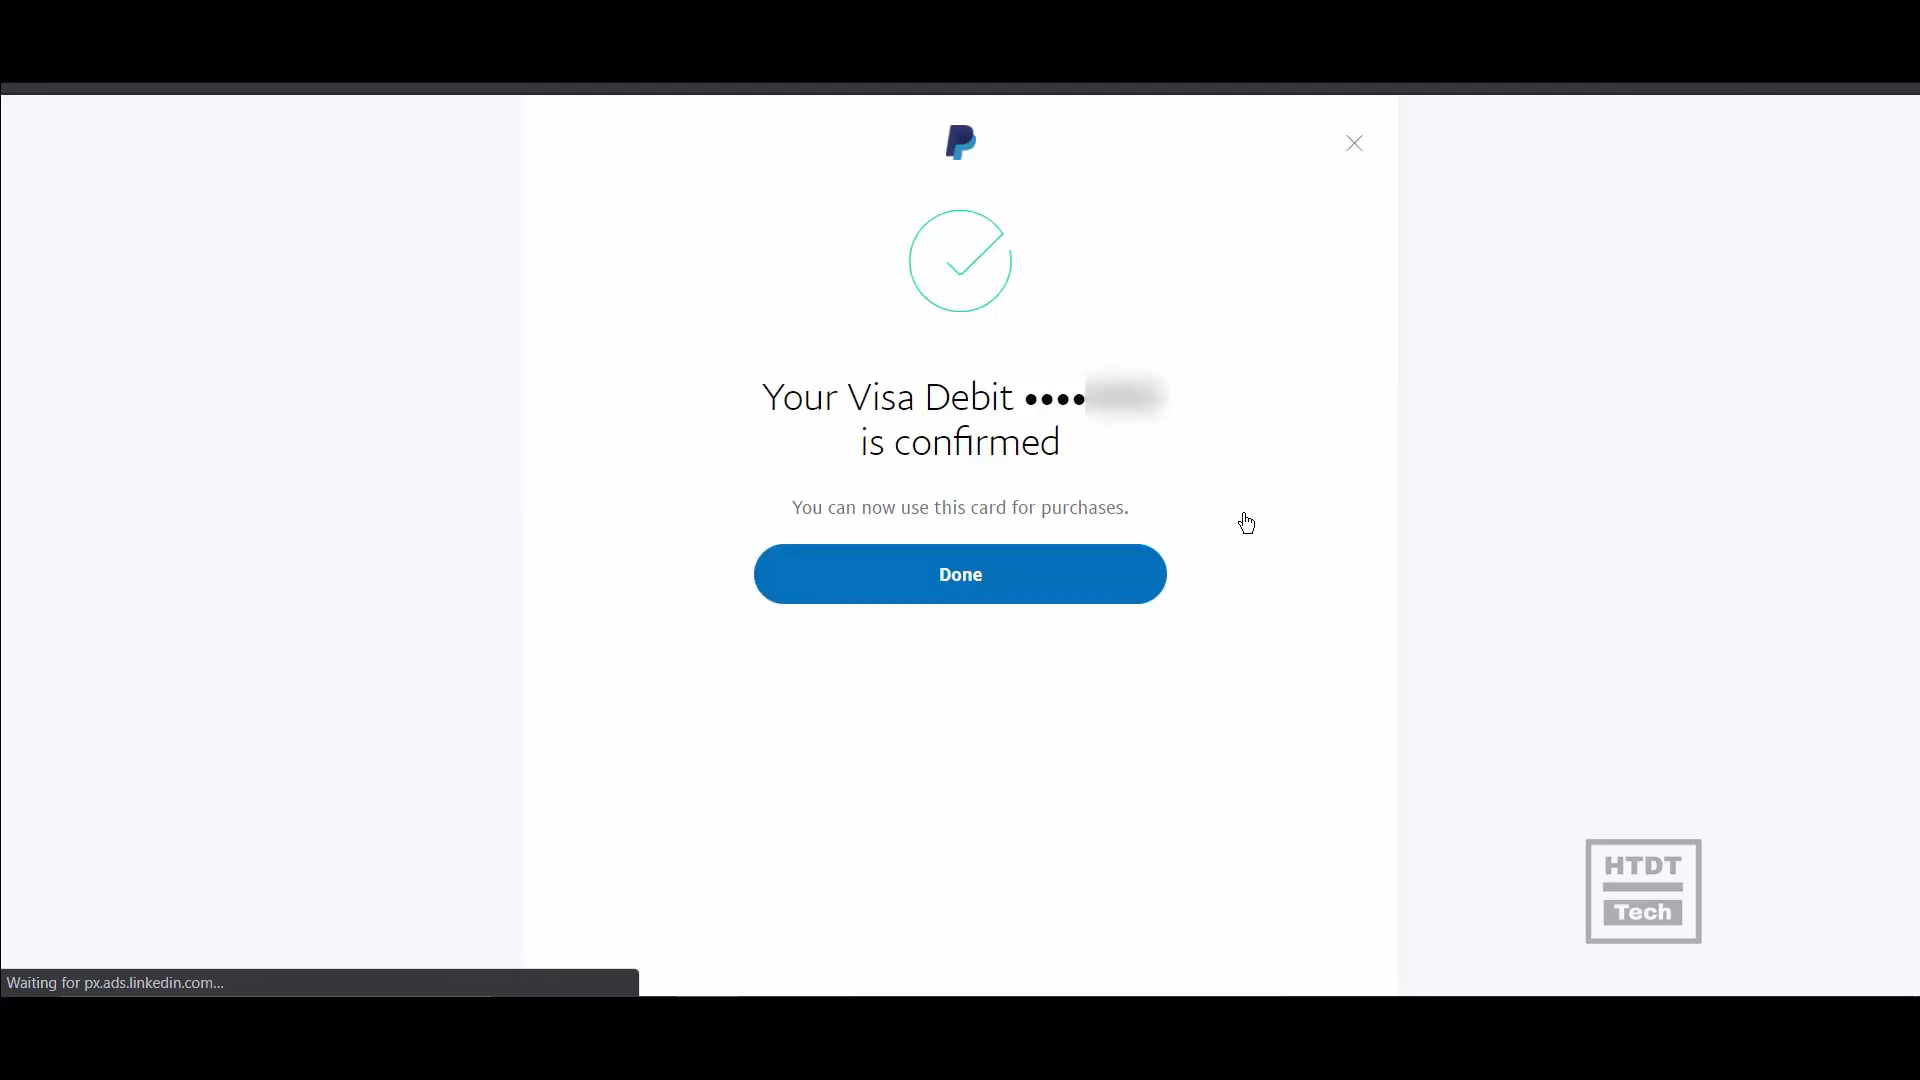 Your Visa Debit ••••
is confirmed
You can now use this card for purchases.
Done
HTDT
Tech
Waiting for px.ads.linkedin.com...